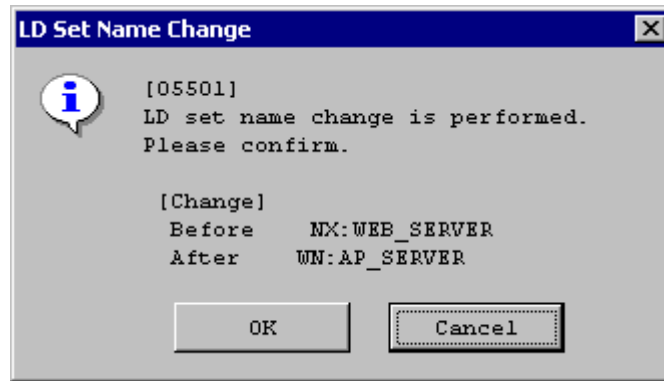 LD Set Name Change
[05501]
LD set name change is performed.
Please confirm.
[Change]
Before NX:WEB_SERVER
After WN:AP_SERVER
OK Cancel